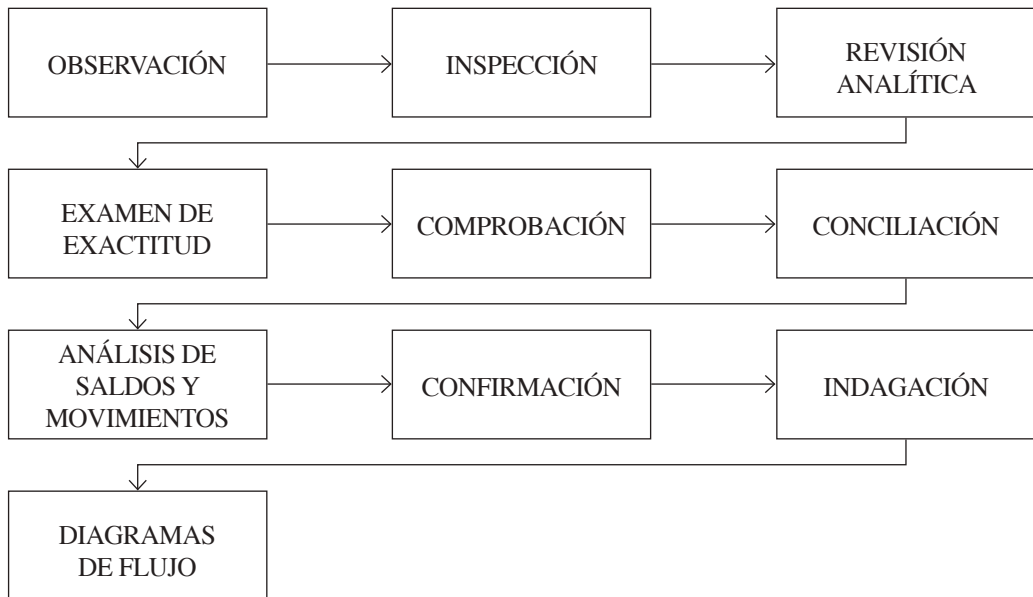 OBSERVACIÓN
INSPECCIÓN
REVISIÓN
ANALÍTICA
EXAMEN DE
EXACTITUD
COMPROBACIÓN
CONCILIACIÓN
ANÁLISIS DE
SALDOS Y
MOVIMIENTOS
CONFIRMACIÓN
INDAGACIÓN
DIAGRAMAS
DE FLUJO